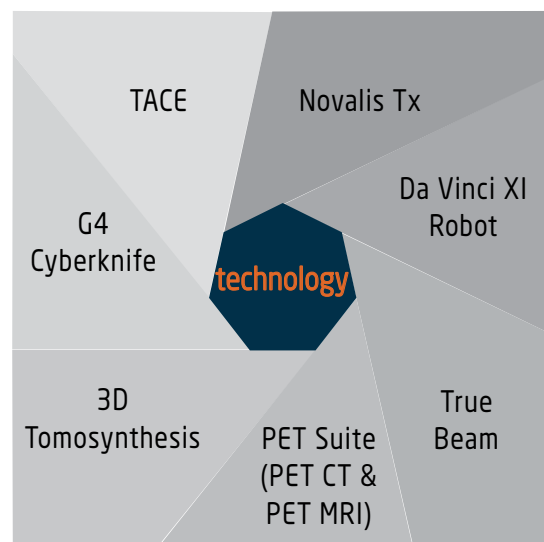 TACE
Novalis Tx
Da Vinci XI
Robot
G4
Cyberknife
technology
3D
Tomosynthesis
PET Suite
(PET CT &
PET MRI)
True
Beam